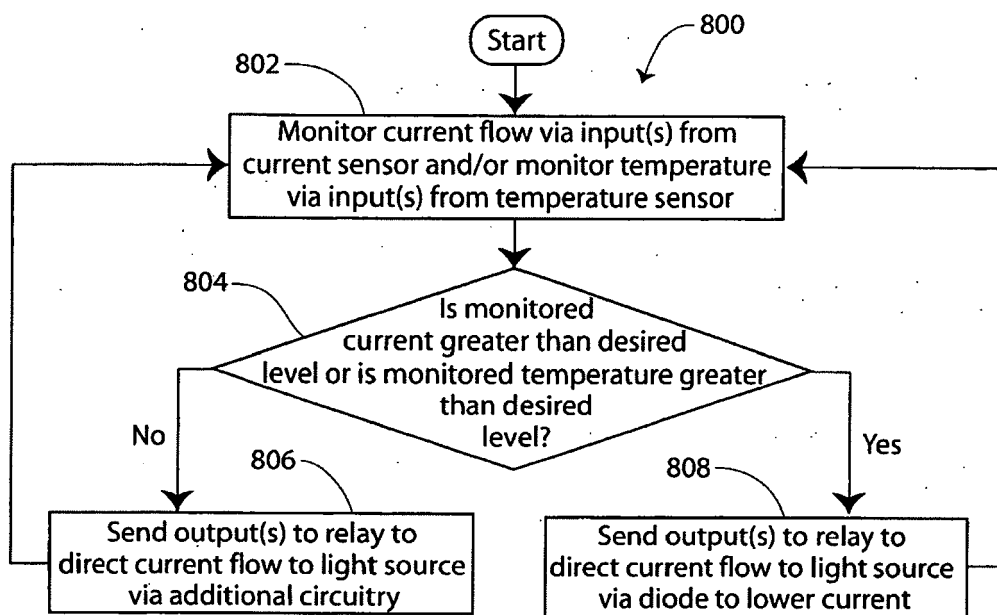 Start
800
802
Monitor current flow via input(s) from
current sensor and/or monitor temperature
via input(s) from temperature sensor
804
Is monitored
current greater than desired
level or is monitored temperature greater
than desired
level?
No
Yes
806
Send output(s) to relay to
direct current flow to light source
via additional circuitry
808
Send output(s) to relay to
direct current flow to light source
via diode to lower current